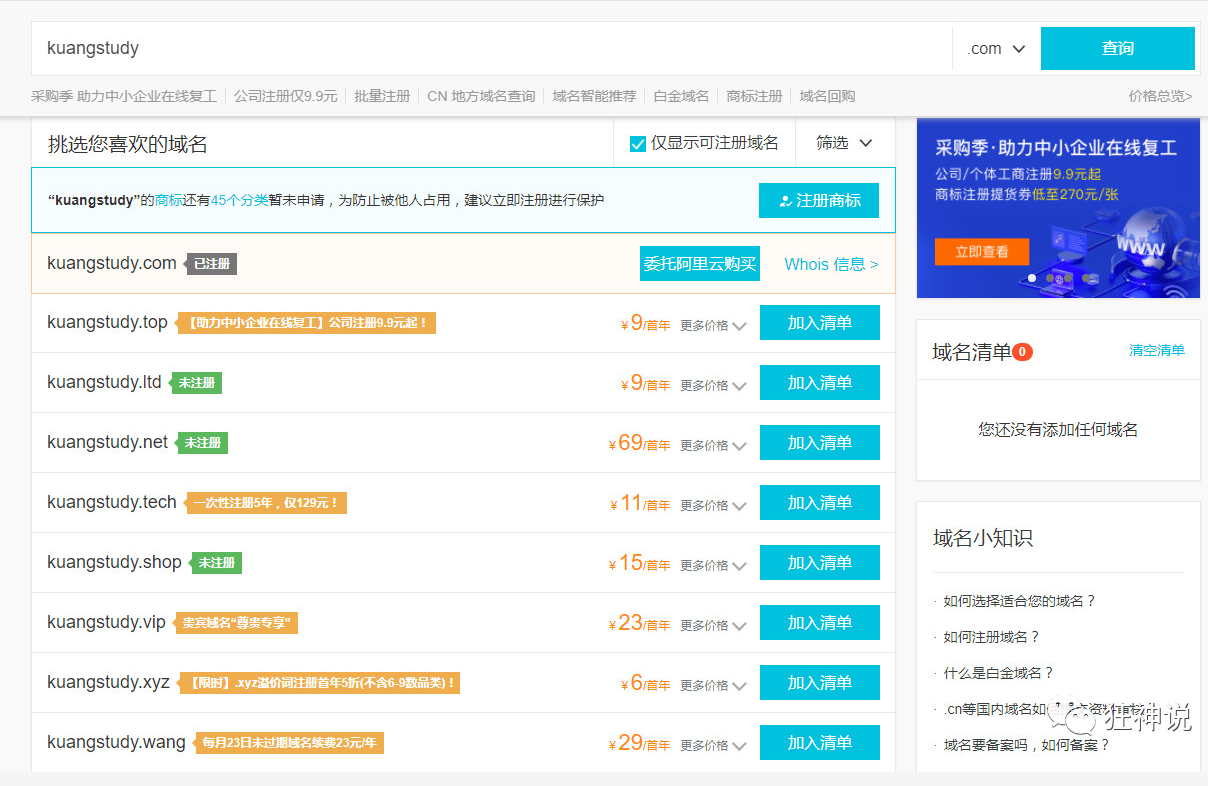 kuangstudy
.com
查询
采购季 助力中小企业在线复工
公司注册仅9.9元
批量注册
CN 地方域名查询
域名智能推荐
白金域名
商标注册
域名回购
价格总览>
挑选您喜欢的域名
仅显示可注册域名
筛选
“kuangstudy”的商标还有45个分类暂未申请，为防止被他人占用，建议立即注册进行保护
注册商标
kuangstudy.com 已注册
委托阿里云购买
Whois 信息 >
kuangstudy.top 【助力中小企业在线复工】公司注册9.9元起！
¥9/首年 更多价格 加入清单
kuangstudy.ltd 未注册
¥9/首年 更多价格 加入清单
kuangstudy.net 未注册
¥69/首年 更多价格 加入清单
kuangstudy.tech 一次性注册5年，仅129元！
¥11/首年 更多价格 加入清单
kuangstudy.shop 未注册
¥15/首年 更多价格 加入清单
kuangstudy.vip 贵宾域名“尊贵专享”
¥23/首年 更多价格 加入清单
kuangstudy.xyz 【限时】.xyz溢价词注册首年5折(不含6-9数品类)！
¥6/首年 更多价格 加入清单
kuangstudy.wang 每月23日未过期域名续费23元/年
¥29/首年 更多价格 加入清单
采购季·助力中小企业在线复工
公司/个体工商注册9.9元起
商标注册提货券低至270元/张
立即查看
www
域名清单 0
清空清单
您还没有添加任何域名
域名小知识
· 如何选择适合您的域名？
· 如何注册域名？
· 什么是白金域名？
· .cn等国内域名如
· 域名要备案吗，如何备案？
狂神说